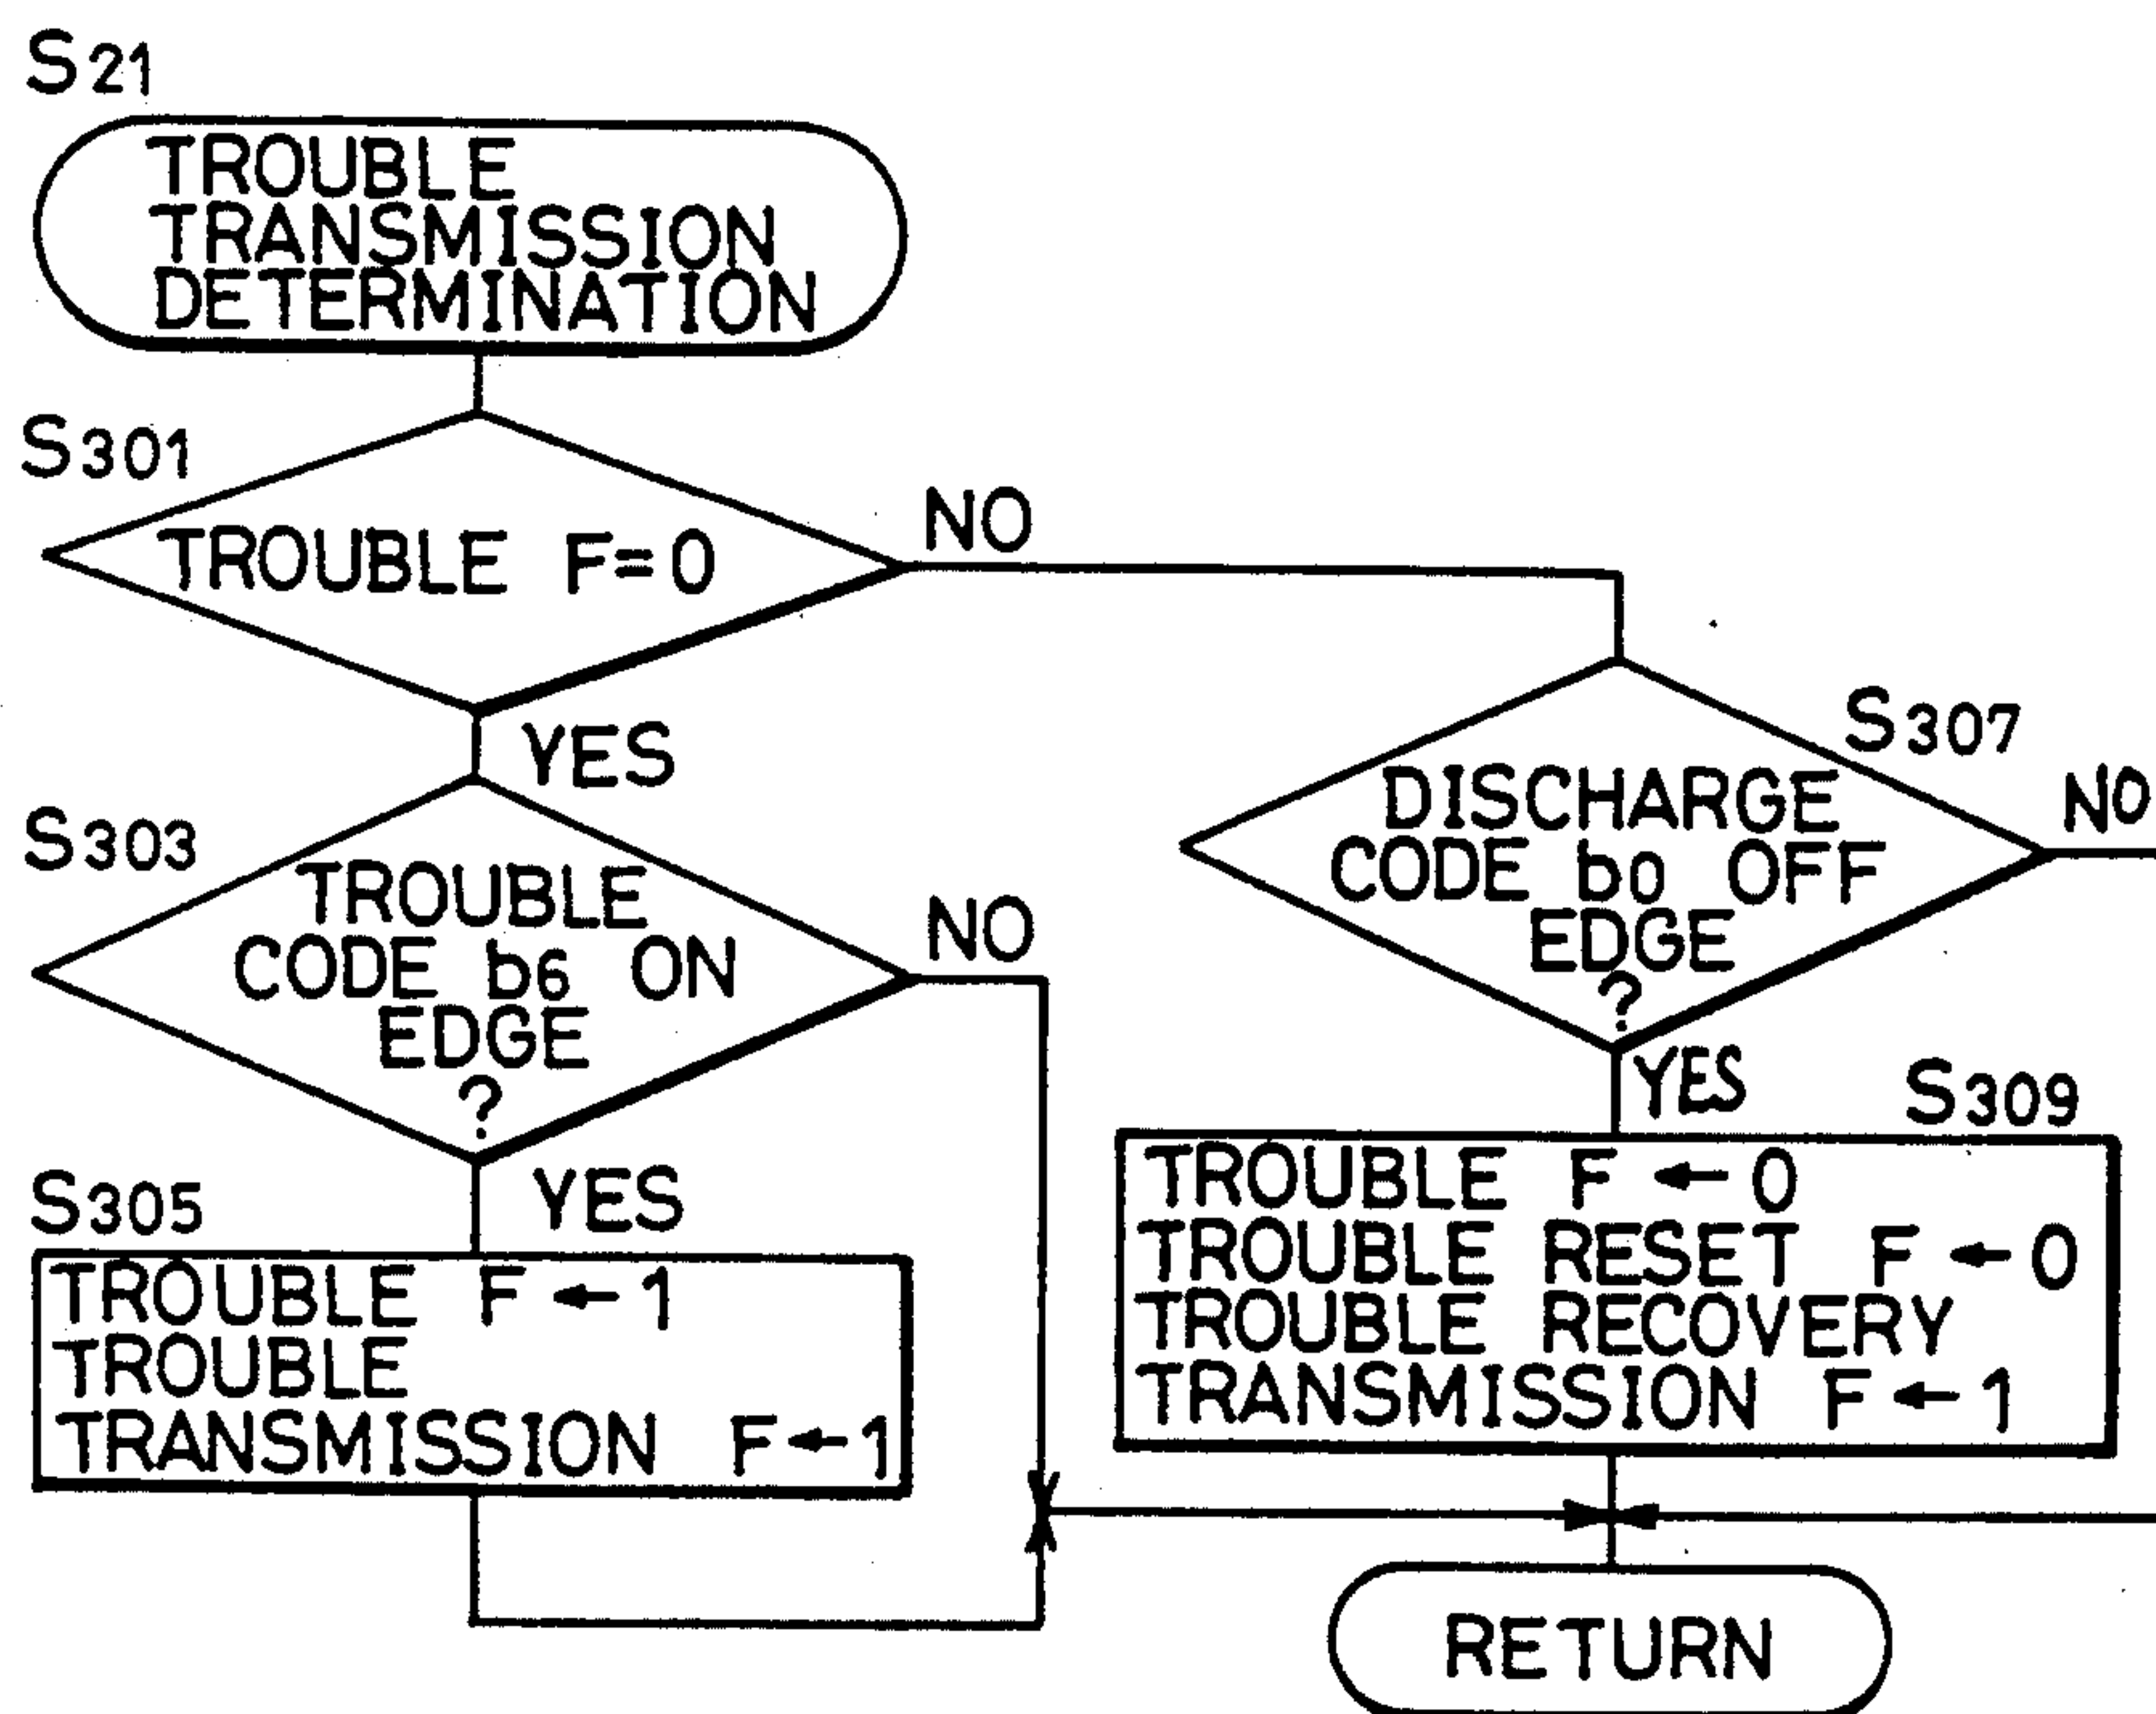 S21
TROUBLE
TRANSMISSION
DETERMINATION
S301
TROUBLE F=0
NO
YES
S303
TROUBLE
CODE b6 ON
EDGE
?
NO
YES
S305
TROUBLE F ← 1
TROUBLE
TRANSMISSION F ← 1
S307
DISCHARGE
CODE b0 OFF
EDGE
?
NO
YES
S309
TROUBLE F ← 0
TROUBLE RESET F ← 0
TROUBLE RECOVERY
TRANSMISSION F ← 1
RETURN